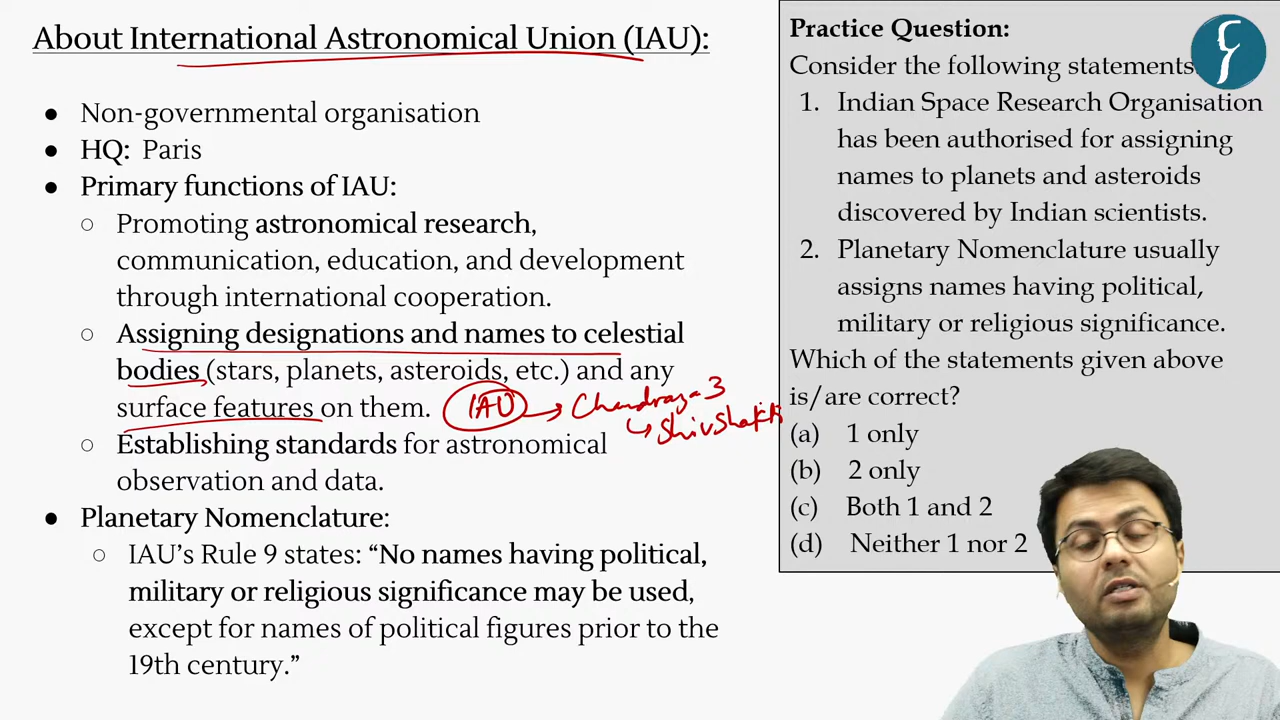 About International Astronomical Union (IAU):
● Non-governmental organisation
● HQ: Paris
● Primary functions of IAU:
○ Promoting astronomical research,
communication, education, and development
through international cooperation.
○ Assigning designations and names to celestial
bodies (stars, planets, asteroids, etc.) and any
surface features on them.
IAU → Chandraya-3
↳ ShivShakti
○ Establishing standards for astronomical
observation and data.
● Planetary Nomenclature:
○ IAU’s Rule 9 states: “No names having political,
military or religious significance may be used,
except for names of political figures prior to the
19th century.”
Practice Question:
Consider the following statements
1. Indian Space Research Organisation
has been authorised for assigning
names to planets and asteroids
discovered by Indian scientists.
2. Planetary Nomenclature usually
assigns names having political,
military or religious significance.
Which of the statements given above
is/are correct?
(a) 1 only
(b) 2 only
(c) Both 1 and 2
(d) Neither 1 nor 2